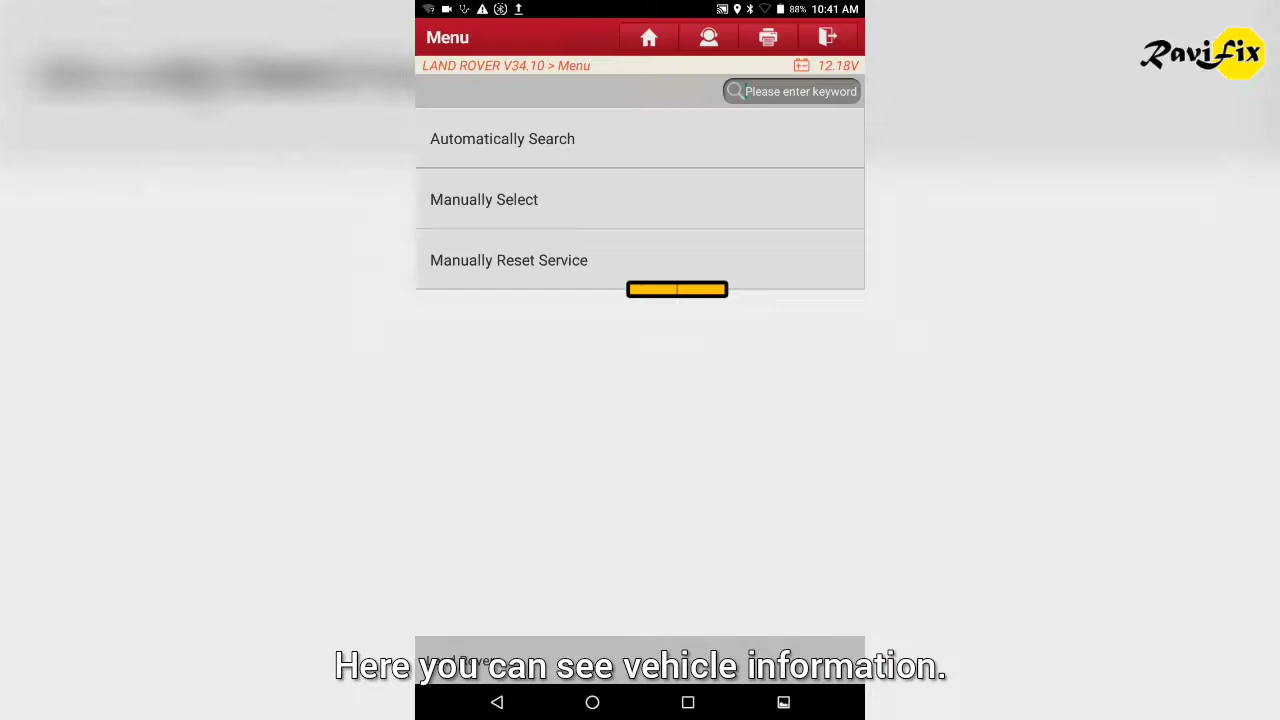 88% 10:41 AM
Menu
LAND ROVER V34.10 > Menu
12.18V
Please enter keyword
Automatically Search
Manually Select
Manually Reset Service
Here you can see vehicle information.
RaviFix